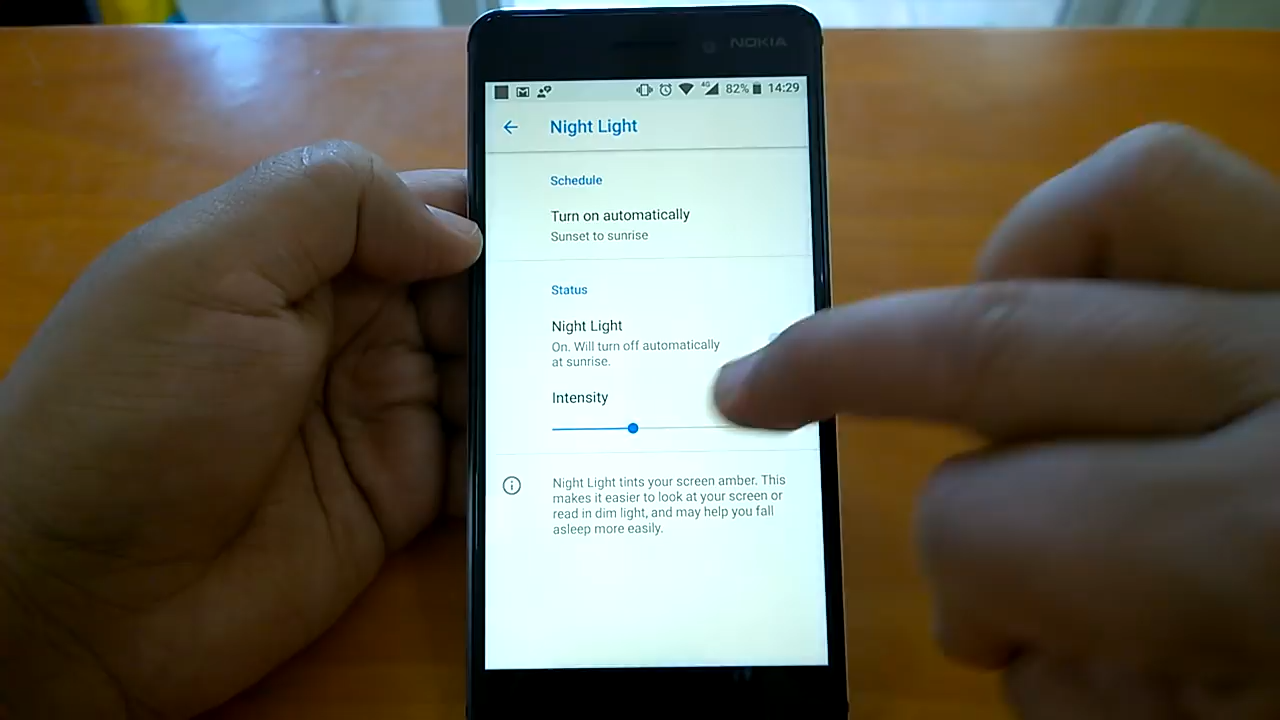 NOKIA
4G 82% 14:29
Night Light
Schedule
Turn on automatically
Sunset to sunrise
Status
Night Light
On. Will turn off automatically
at sunrise.
Intensity
Night Light tints your screen amber. This
makes it easier to look at your screen or
read in dim light, and may help you fall
asleep more easily.